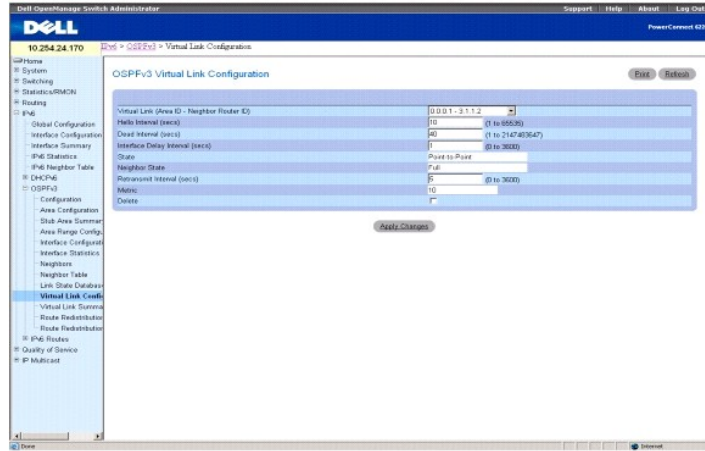 Dell OpenManage Switch Administrator
Support Help About Log Out
DELL
PowerConnect 622
10.254.24.170
IPv6 > OSPFv3 > Virtual Link Configuration
Home
System
Switching
Statistics/RMON
Routing
IPv6
Global Configuration
Interface Configuration
Interface Summary
IPv6 Statistics
IPv6 Neighbor Table
DHCPv6
OSPFv3
Configuration
Area Configuration
Stub Area Summar
Area Range Configu
Interface Configurati
Interface Statistics
Neighbors
Neighbor Table
Link State Databas
Virtual Link Config
Virtual Link Summa
Route Redistribution
Route Redistribution
IPv6 Routes
Quality of Service
IP Multicast
OSPFv3 Virtual Link Configuration
Print Refresh
Virtual Link (Area ID - Neighbor Router ID) 0.0.0.1 - 3.1.1.2
Hello Interval (secs) 10 (1 to 65535)
Dead Interval (secs) 40 (1 to 2147483647)
Interface Delay Interval (secs) 1 (0 to 3600)
State Point-to-Point
Neighbor State Full
Retransmit Interval (secs) 5 (0 to 3600)
Metric 10
Delete
Apply Changes
Done
Internet